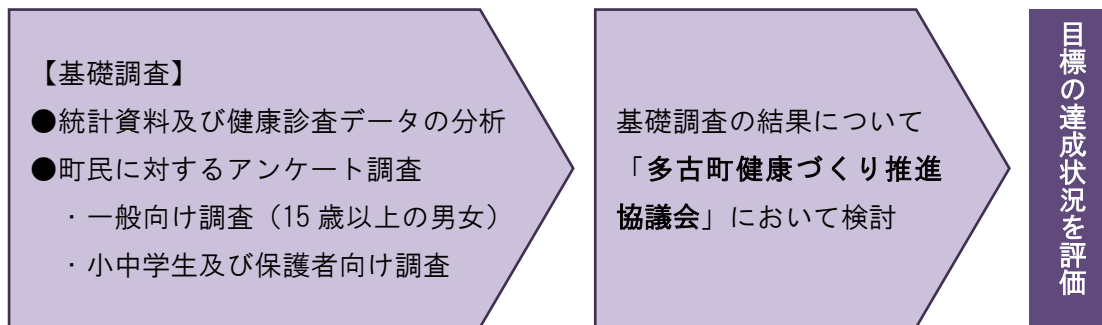 【基礎調査】
●統計資料及び健康診査データの分析
●町民に対するアンケート調査
・一般向け調査（15 歳以上の男女）
・小中学生及び保護者向け調査
基礎調査の結果について
「多古町健康づくり推進
協議会」において検討
目標の達成状況を評価